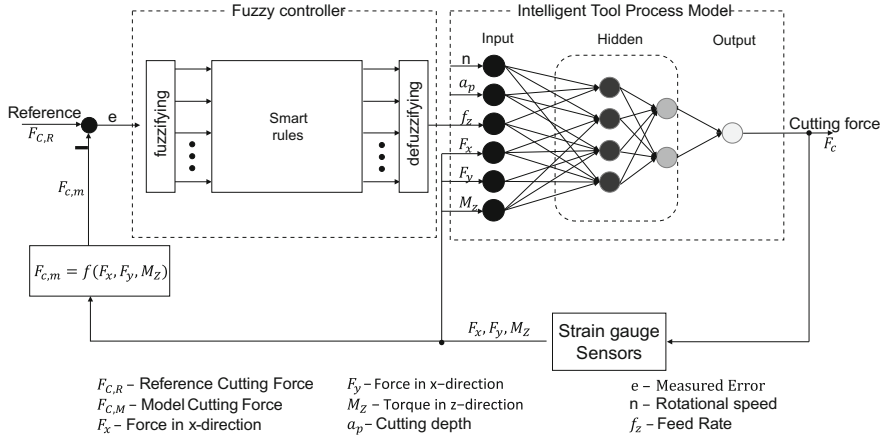 Fuzzy controller
Intelligent Tool Process Model
Input
Hidden
Output
n
a_p
f_z
F_x
F_y
M_z
Reference
F_{C,R}
e
fuzzifying
Smart
rules
defuzzifying
Cutting force
F_c
F_{c,m}
F_{c,m} = f(F_x, F_y, M_Z)
F_x, F_y, M_Z
Strain gauge
Sensors
F_{C,R} – Reference Cutting Force
F_{C,M} – Model Cutting Force
F_x – Force in x-direction
F_y – Force in x-direction
M_Z – Torque in z-direction
a_p – Cutting depth
e – Measured Error
n – Rotational speed
f_z – Feed Rate